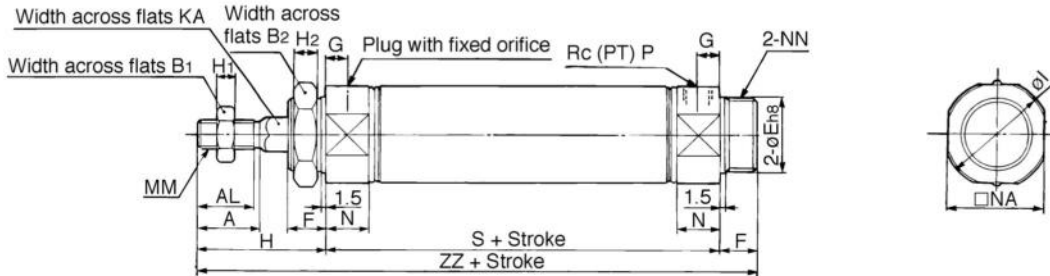 Width across flats KA
Width across
flats B2
H2
G
Plug with fixed orifice
Rc (PT) P
G
2-NN
Width across flats B1
H1
øI
2-øEh8
MM
AL
1.5
1.5
□NA
A
F
N
N
H
S + Stroke
F
ZZ + Stroke